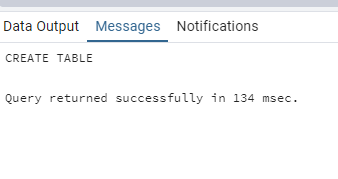 Data Output Messages Notifications
CREATE TABLE
Query returned successfully in 134 msec.